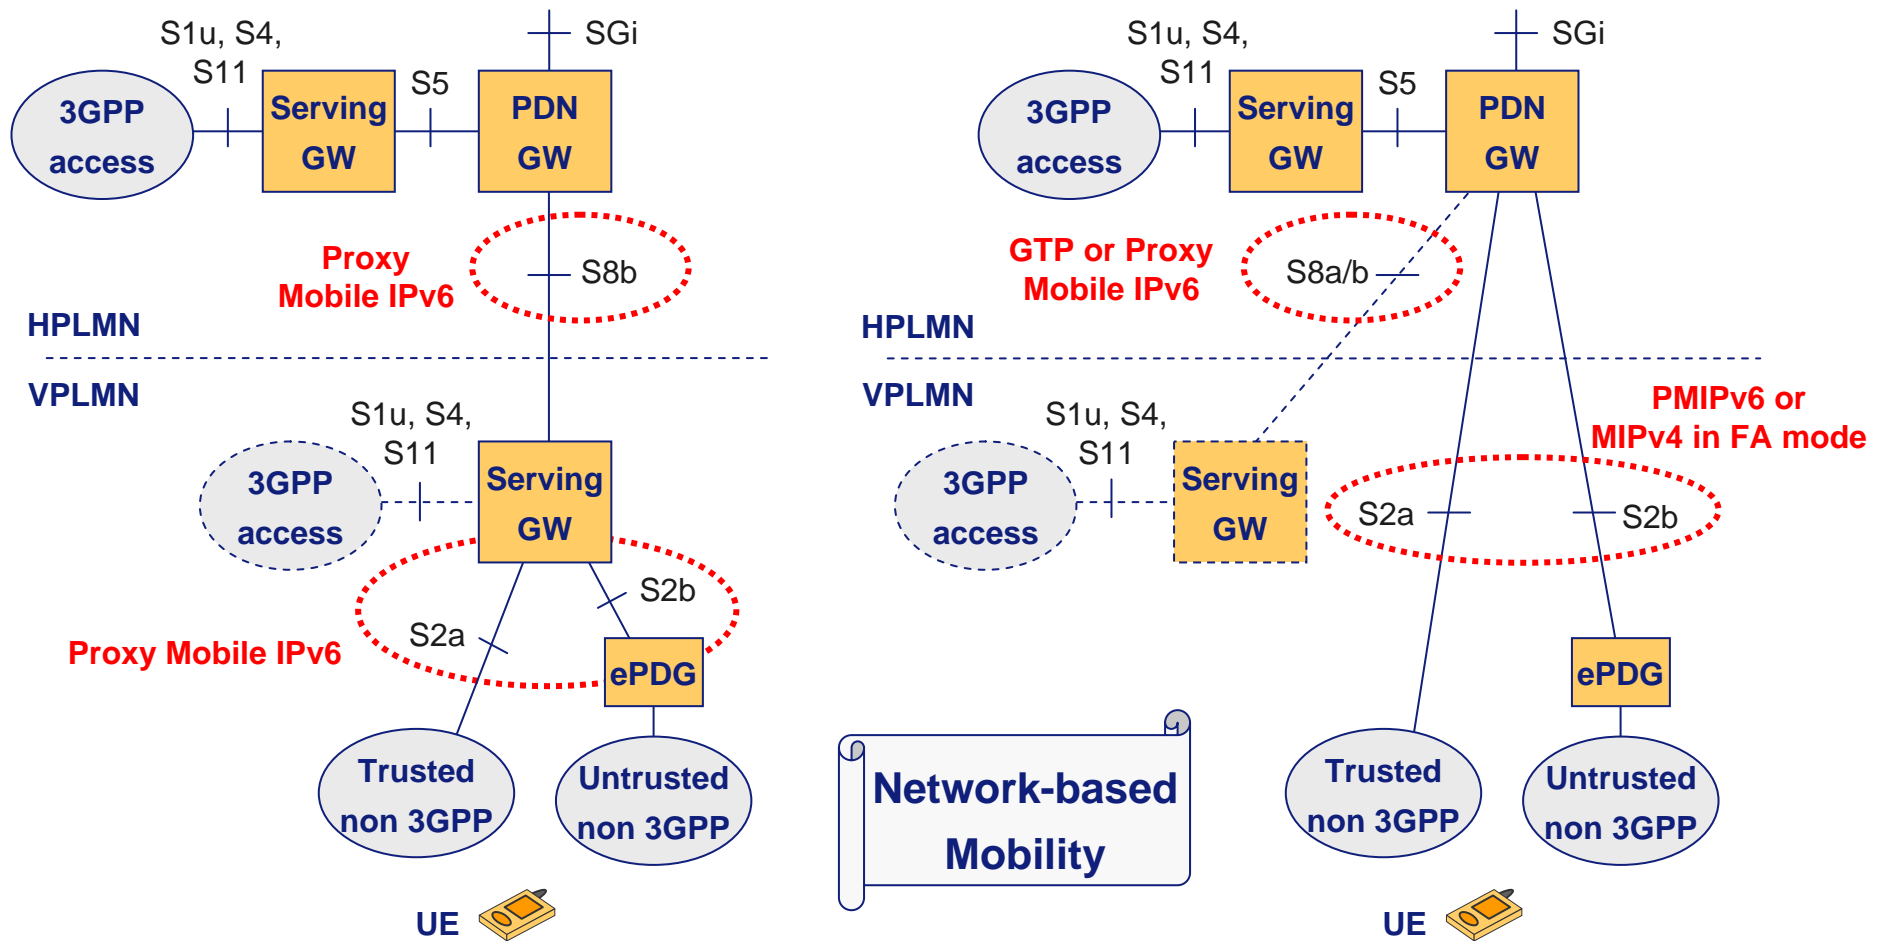 S1u, S4,
S11
SGi
S5
3GPP
access
Serving
GW
PDN
GW
Proxy
Mobile IPv6
S8b
HPLMN
VPLMN
S1u, S4,
S11
3GPP
access
Serving
GW
S2b
S2a
Proxy Mobile IPv6
ePDG
Trusted
non 3GPP
Untrusted
non 3GPP
UE
Network-based
Mobility
S1u, S4,
S11
SGi
S5
3GPP
access
Serving
GW
PDN
GW
GTP or Proxy
Mobile IPv6
S8a/b
HPLMN
VPLMN
PMIPv6 or
MIPv4 in FA mode
S1u, S4,
S11
3GPP
access
Serving
GW
S2a
S2b
ePDG
Trusted
non 3GPP
Untrusted
non 3GPP
UE